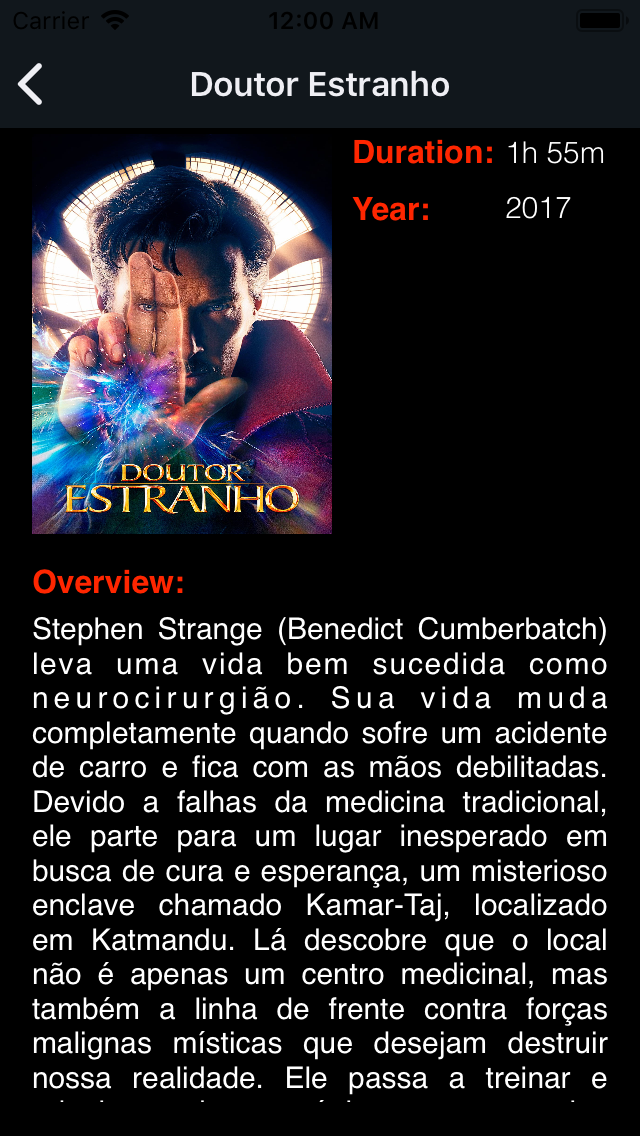 Carrier
12:00 AM
Doutor Estranho
Duration: 1h 55m
Year: 2017
DOUTOR
ESTRANHO
Overview:
Stephen Strange (Benedict Cumberbatch)
leva uma vida bem sucedida como
neurocirurgião. Sua vida muda
completamente quando sofre um acidente
de carro e fica com as mãos debilitadas.
Devido a falhas da medicina tradicional,
ele parte para um lugar inesperado em
busca de cura e esperança, um misterioso
enclave chamado Kamar-Taj, localizado
em Katmandu. Lá descobre que o local
não é apenas um centro medicinal, mas
também a linha de frente contra forças
malignas místicas que desejam destruir
nossa realidade. Ele passa a treinar e